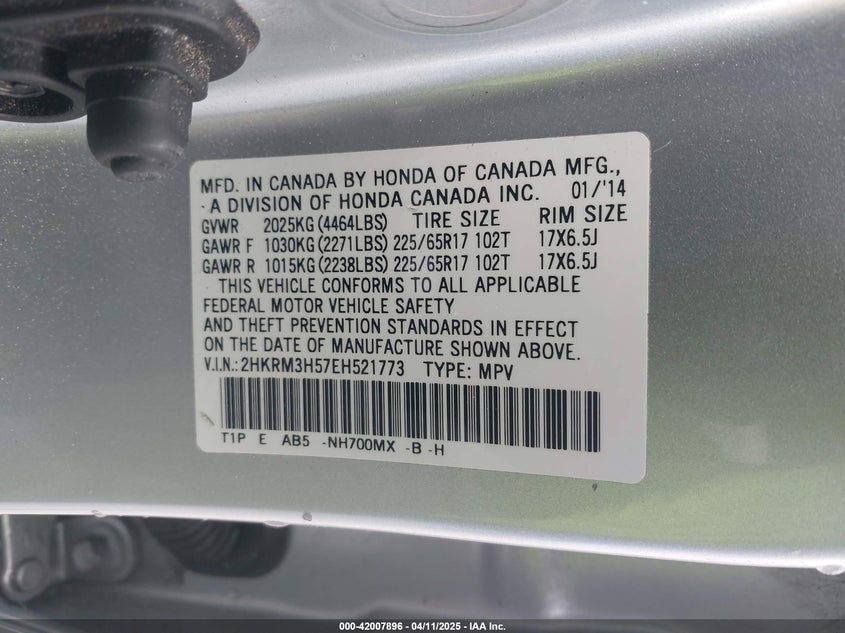 MFD. IN CANADA BY HONDA OF CANADA MFG.,
A DIVISION OF HONDA CANADA INC. 01/'14
GVWR 2025KG(4464LBS) TIRE SIZE RIM SIZE
GAWR F 1030KG(2271LBS) 225/65R17 102T 17X6.5J
GAWR R 1015KG(2238LBS) 225/65R17 102T 17X6.5J
THIS VEHICLE CONFORMS TO ALL APPLICABLE
FEDERAL MOTOR VEHICLE SAFETY
AND THEFT PREVENTION STANDARDS IN EFFECT
ON THE DATE OF MANUFACTURE SHOWN ABOVE.
V.I.N.:2HKRM3H57EH521773 TYPE: MPV
T1P E AB5 -NH700MX -B -H
000-42007896 - 04/11/2025 - IAA Inc.